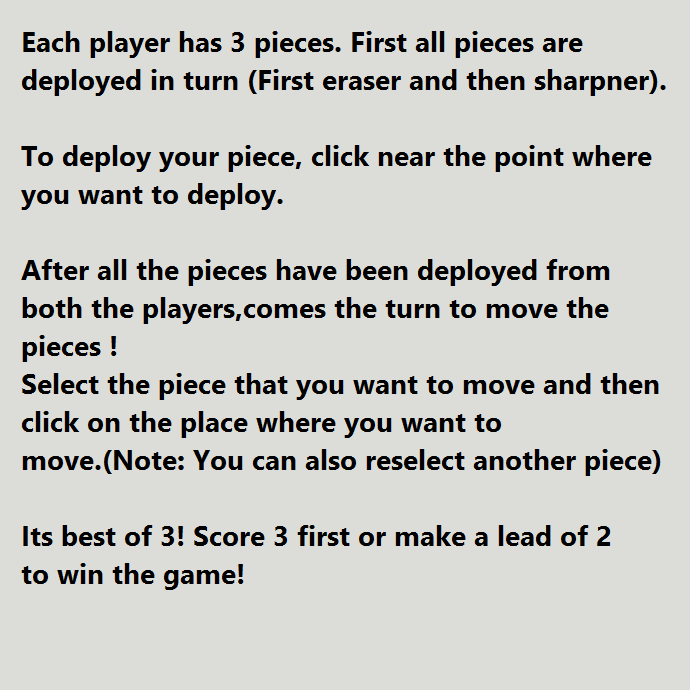 Each player has 3 pieces. First all pieces are
deployed in turn (First eraser and then sharpner).
To deploy your piece, click near the point where
you want to deploy.
After all the pieces have been deployed from
both the players,comes the turn to move the
pieces !
Select the piece that you want to move and then
click on the place where you want to
move.(Note: You can also reselect another piece)
Its best of 3! Score 3 first or make a lead of 2
to win the game!